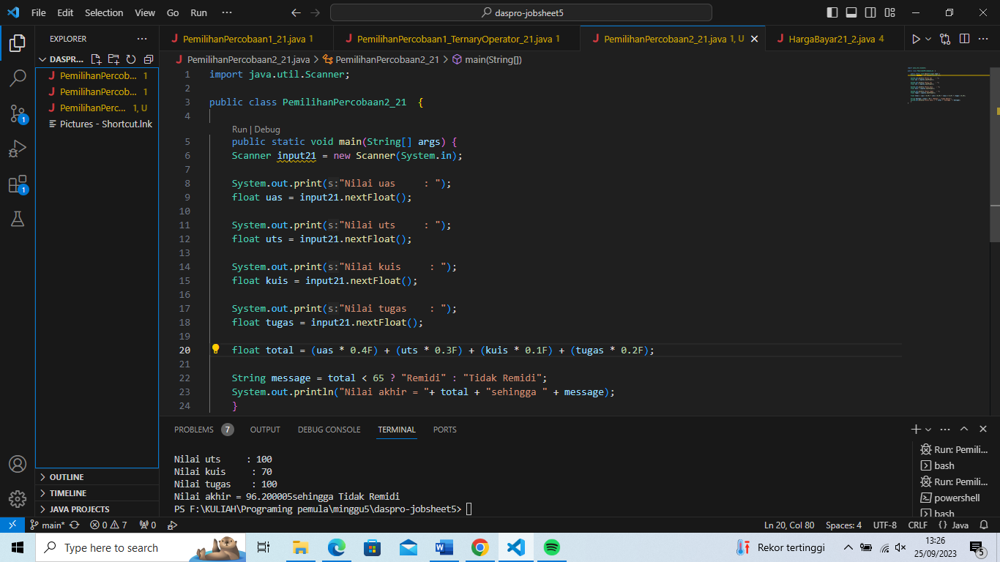 File Edit Selection View Go Run ··· daspro-jobsheet5
EXPLORER ···
DASPR...
PemilihanPercob... 1
PemilihanPercob... 1
PemilihanPerc... 1, U
Pictures - Shortcut.lnk
OUTLINE
TIMELINE
JAVA PROJECTS
PemilihanPercobaan1_21.java 1
PemilihanPercobaan1_TernaryOperator_21.java 1
PemilihanPercobaan2_21.java 1, U
HargaBayar21_2.java 4
PemilihanPercobaan2_21.java > PemilihanPercobaan2_21 > main(String[])
1 import java.util.Scanner;
2
3 public class PemilihanPercobaan2_21  {
4
Run | Debug
5 public static void main(String[] args) {
6 Scanner input21 = new Scanner(System.in);
7
8 System.out.print(s:"Nilai uas     : ");
9 float uas = input21.nextFloat();
10
11 System.out.print(s:"Nilai uts     : ");
12 float uts = input21.nextFloat();
13
14 System.out.print(s:"Nilai kuis     : ");
15 float kuis = input21.nextFloat();
16
17 System.out.print(s:"Nilai tugas    : ");
18 float tugas = input21.nextFloat();
19
20 float total = (uas * 0.4F) + (uts * 0.3F) + (kuis * 0.1F) + (tugas * 0.2F);
21
22 String message = total < 65 ? "Remidi" : "Tidak Remidi";
23 System.out.println("Nilai akhir = "+ total + "sehingga " + message);
24 }
PROBLEMS 7 OUTPUT DEBUG CONSOLE TERMINAL PORTS
Nilai uts     : 100
Nilai kuis     : 70
Nilai tugas    : 100
Nilai akhir = 96.200005sehingga Tidak Remidi
PS F:\KULIAH\Programing pemula\minggu5\daspro-jobsheet5>
Run: Pemili...
bash
Run: Pemili...
powershell
bash
main* 0 7 0
Ln 20, Col 80 Spaces: 4 UTF-8 CRLF {} Java
Type here to search
Rekor tertinggi
13:26
25/09/2023
5